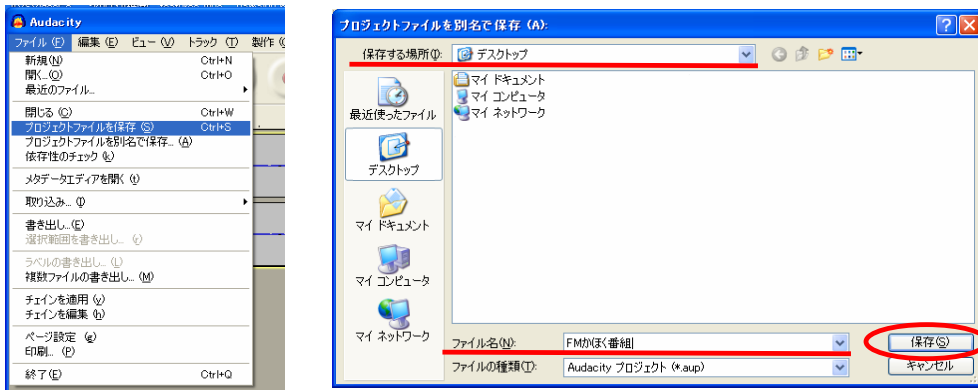 Audacity
ファイル(F) 編集(E) ビュー(V) トラック(T) 製作
新規(N) Ctrl+N
開く...(O) Ctrl+O
最近のファイル...
閉じる(C) Ctrl+W
プロジェクトファイルを保存(S) Ctrl+S
プロジェクトファイルを別名で保存...(A)
依存性のチェック(k)
メタデータエディアを開く(t)
取り込み...(I)
書き出し...(E)
選択範囲を書き出し...(r)
ラベルの書き出し...(L)
複数ファイルの書き出し...(M)
チェインを適用(y)
チェインを編集(h)
ページ設定(g)
印刷...(P)
終了(E) Ctrl+Q
プロジェクトファイルを別名で保存(A):
保存する場所(I): デスクトップ
マイ ドキュメント
マイ コンピュータ
マイ ネットワーク
最近使ったファイル
デスクトップ
マイ ドキュメント
マイ コンピュータ
マイ ネットワーク
ファイル名(N): FMかほく番組 保存(S)
ファイルの種類(T): Audacity プロジェクト (*.aup) キャンセル